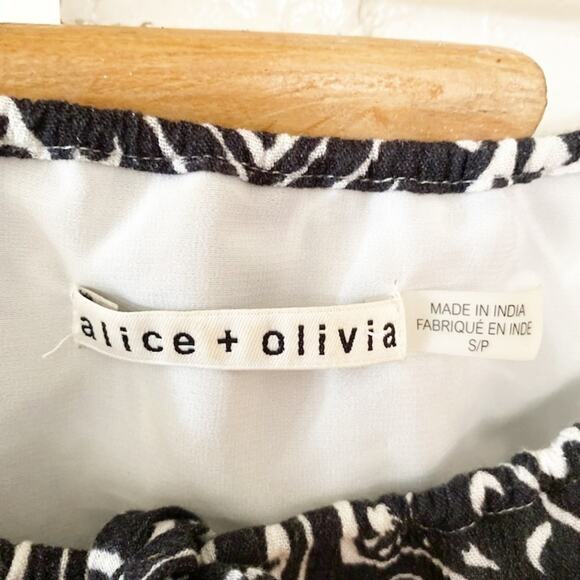 alice + olivia
MADE IN INDIA
FABRIQUÉ EN INDE
S/P